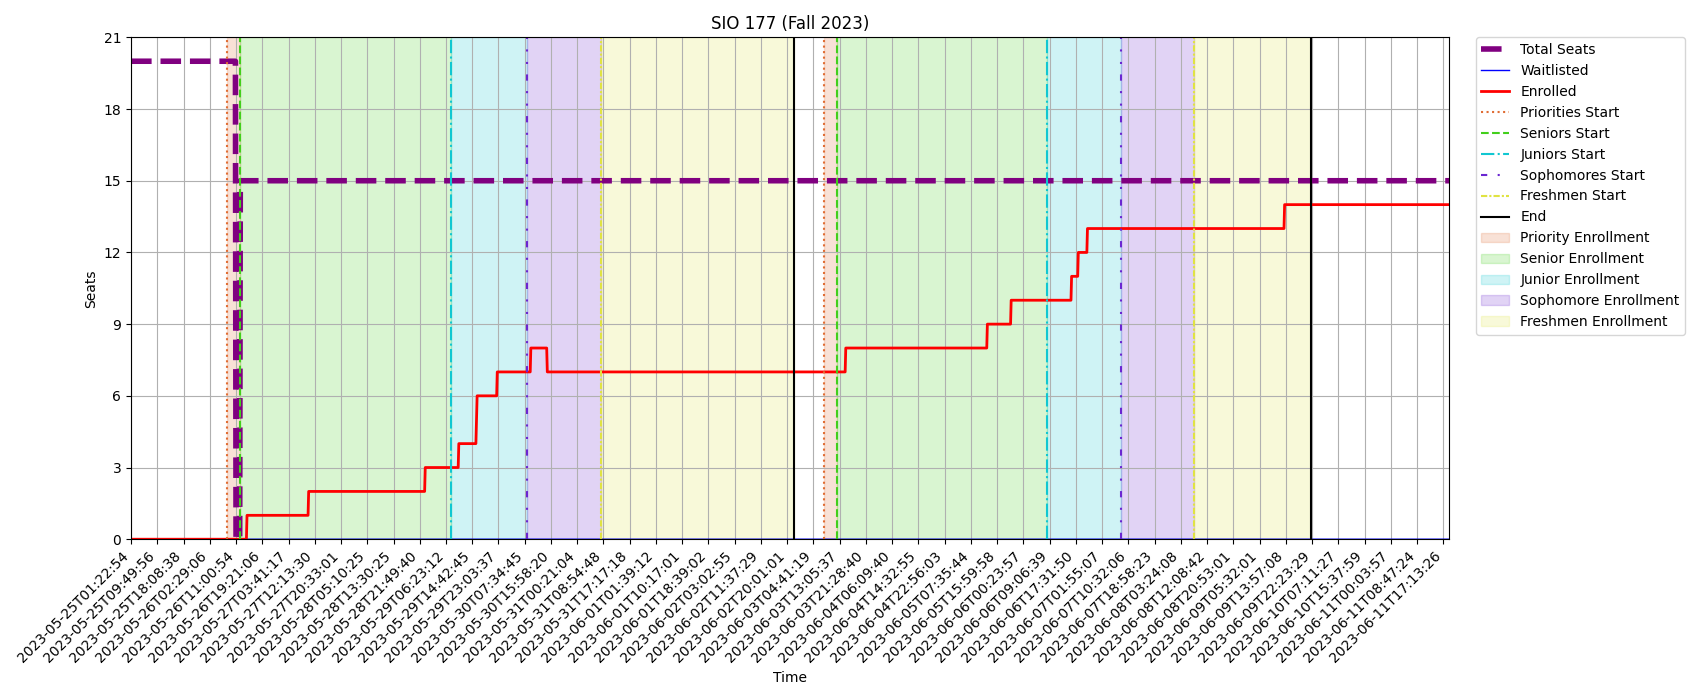 SIO 177 (Fall 2023)
21
18
15
12
9
6
3
0
Seats
2023-05-25T01:22:54
2023-05-25T09:49:56
2023-05-25T18:08:38
2023-05-26T02:29:06
2023-05-26T11:00:54
2023-05-26T19:21:06
2023-05-27T03:41:17
2023-05-27T12:13:30
2023-05-27T20:33:01
2023-05-28T05:10:25
2023-05-28T13:30:25
2023-05-28T21:49:40
2023-05-29T06:23:12
2023-05-29T14:42:45
2023-05-29T23:03:37
2023-05-30T07:34:45
2023-05-30T15:58:20
2023-05-31T00:21:04
2023-05-31T08:54:48
2023-05-31T17:17:18
2023-06-01T01:39:12
2023-06-01T10:17:01
2023-06-01T18:39:02
2023-06-02T03:02:55
2023-06-02T11:37:29
2023-06-02T20:01:01
2023-06-03T04:41:19
2023-06-03T13:05:37
2023-06-03T21:28:40
2023-06-04T06:09:40
2023-06-04T14:32:55
2023-06-04T22:56:03
2023-06-05T07:35:44
2023-06-05T15:59:58
2023-06-06T00:23:57
2023-06-06T09:06:39
2023-06-06T17:31:50
2023-06-07T01:55:07
2023-06-07T10:32:06
2023-06-07T18:58:23
2023-06-08T03:24:08
2023-06-08T12:08:42
2023-06-08T20:53:01
2023-06-09T05:32:01
2023-06-09T13:57:08
2023-06-09T22:23:29
2023-06-10T07:11:27
2023-06-10T15:37:59
2023-06-11T00:03:57
2023-06-11T08:47:24
2023-06-11T17:13:26
Time
Total Seats
Waitlisted
Enrolled
Priorities Start
Seniors Start
Juniors Start
Sophomores Start
Freshmen Start
End
Priority Enrollment
Senior Enrollment
Junior Enrollment
Sophomore Enrollment
Freshmen Enrollment